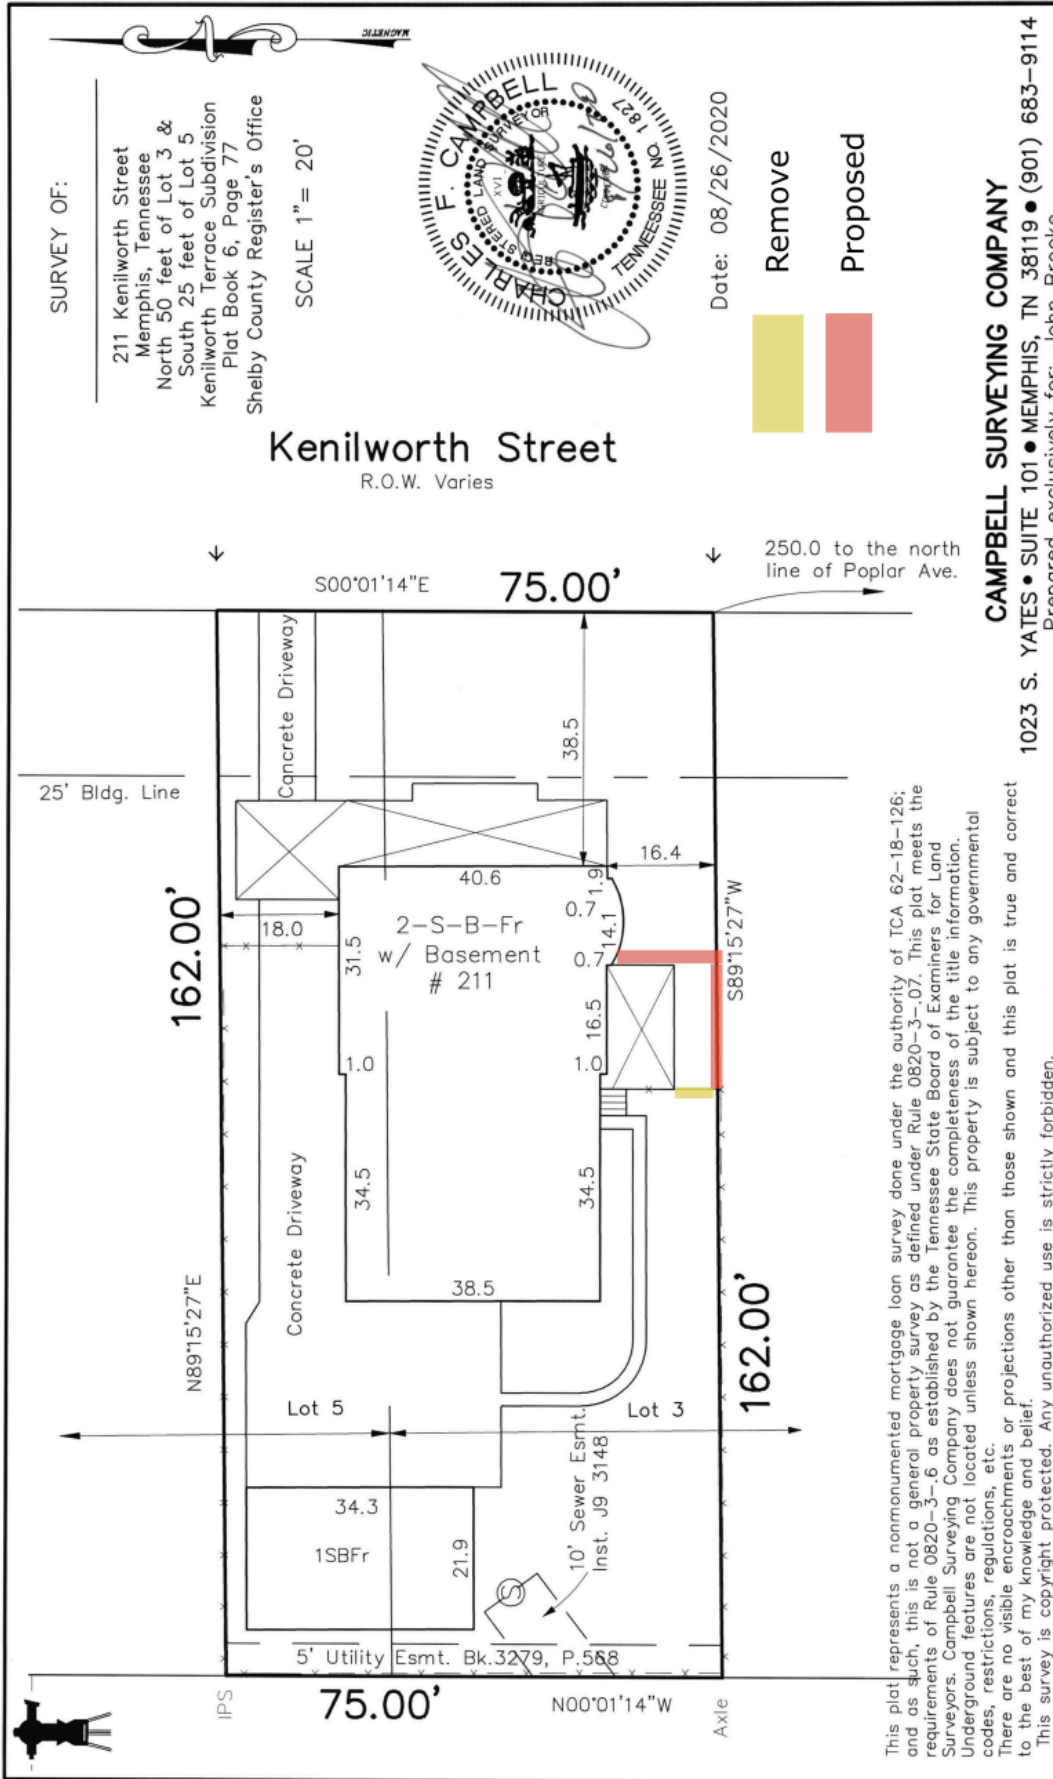 MAGNETIC
SURVEY OF:
211 Kenilworth Street
Memphis, Tennessee
North 50 feet of Lot 3 &
South 25 feet of Lot 5
Kenilworth Terrace Subdivision
Plat Book 6, Page 77
Shelby County Register's Office
SCALE 1"= 20'
CHARLES F. CAMPBELL
REGISTERED LAND SURVEYOR
XVI
AGRICULTURE
TENNESSEE NO. 1827
Date: 08/26/2020
Remove
Proposed
Kenilworth Street
R.O.W. Varies
S00°01'14"E
75.00'
250.0 to the north
line of Poplar Ave.
25' Bldg. Line
Concrete Driveway
38.5
162.00'
18.0
40.6
16.4
1.9
0.7
14.1
0.7
31.5
2-S-B-Fr
w/ Basement
# 211
S89°15'27"W
16.5
1.0
1.0
34.5
34.5
Concrete Driveway
38.5
N89°15'27"E
162.00'
Lot 5
Lot 3
34.3
1SBFr
21.9
10' Sewer Esmt.
Inst. J9 3148
S
5' Utility Esmt. Bk.3279, P.568
IPS
75.00'
N00°01'14"W
Axle
This plat represents a nonmonumented mortgage loan survey done under the authority of TCA 62-18-126;
and as such, this is not a general property survey as defined under Rule 0820-3-.07. This plat meets the
requirements of Rule 0820-3-.6 as established by the Tennessee State Board of Examiners for Land
Surveyors. Campbell Surveying Company does not guarantee the completeness of the title information.
Underground features are not located unless shown hereon. This property is subject to any governmental
codes, restrictions, regulations, etc.
There are no visible encroachments or projections other than those shown and this plat is true and correct
to the best of my knowledge and belief.
This survey is copyright protected. Any unauthorized use is strictly forbidden.
CAMPBELL SURVEYING COMPANY
1023 S. YATES • SUITE 101 • MEMPHIS, TN 38119 • (901) 683-9114
Prepared exclusively for: John Brooke